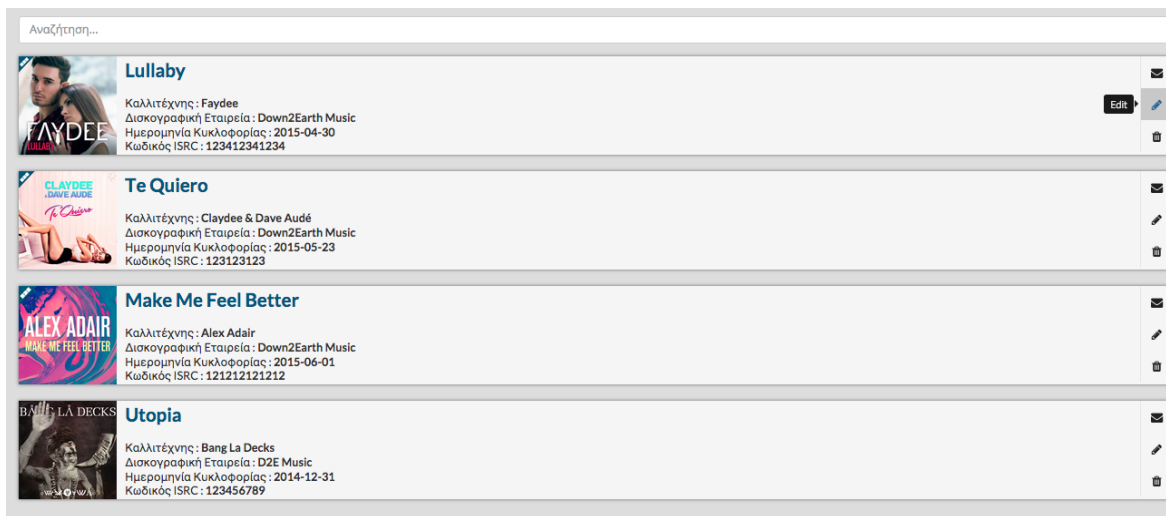 Αναζήτηση...
FAYDEE
LULLABY
Lullaby
Καλλιτέχνης : Faydee
Δισκογραφική Εταιρεία : Down2Earth Music
Ημερομηνία Κυκλοφορίας : 2015-04-30
Κωδικός ISRC : 123412341234
Edit
CLAYDEE
& DAVE AUDE
Te Quiero
Te Quiero
Καλλιτέχνης : Claydee & Dave Audé
Δισκογραφική Εταιρεία : Down2Earth Music
Ημερομηνία Κυκλοφορίας : 2015-05-23
Κωδικός ISRC : 123123123
ALEX ADAIR
MAKE ME FEEL BETTER
Make Me Feel Better
Καλλιτέχνης : Alex Adair
Δισκογραφική Εταιρεία : Down2Earth Music
Ημερομηνία Κυκλοφορίας : 2015-06-01
Κωδικός ISRC : 121212121212
BANG LA DECKS
Utopia
Καλλιτέχνης : Bang La Decks
Δισκογραφική Εταιρεία : D2E Music
Ημερομηνία Κυκλοφορίας : 2014-12-31
Κωδικός ISRC : 123456789